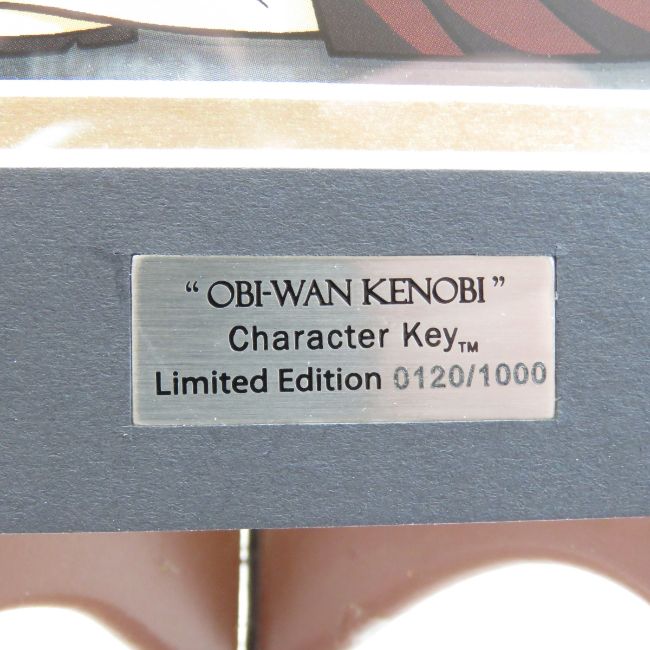 “ OBI-WAN KENOBI ”
Character Key™
Limited Edition 0120/1000